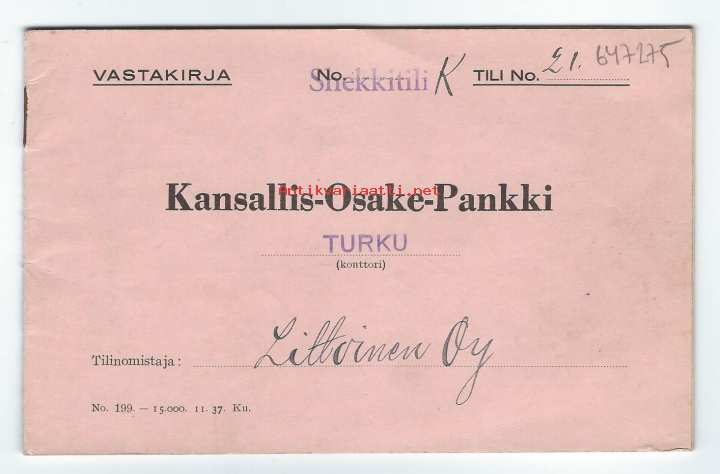 VASTAKIRJA No. Shekkitili K TILI No. 21. 647275
Kansallis-Osake-Pankki
antikvariaatti.net
TURKU
(konttori)
Tilinomistaja: Littoinen Oy
No. 199. — 15.000. 11. 37. Ku.